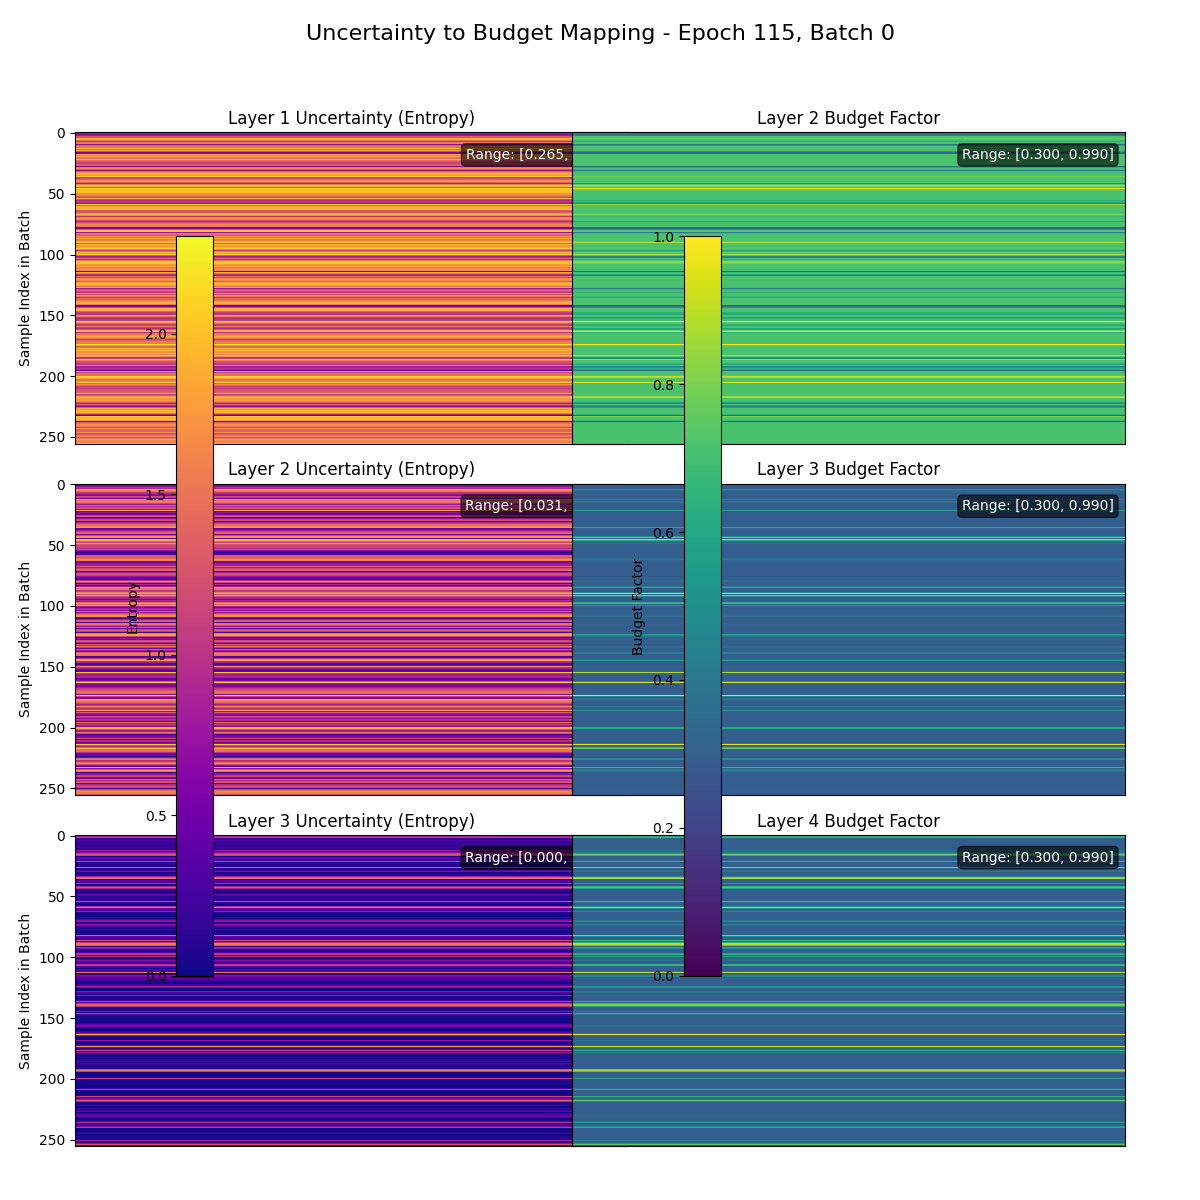 Uncertainty to Budget Mapping - Epoch 115, Batch 0
Layer 1 Uncertainty (Entropy)
Layer 2 Budget Factor
Sample Index in Batch
0
50
100
150
200
250
Range: [0.265,
Range: [0.300, 0.990]
Layer 2 Uncertainty (Entropy)
Layer 3 Budget Factor
Sample Index in Batch
0
50
100
150
200
250
Range: [0.031,
Range: [0.300, 0.990]
Layer 3 Uncertainty (Entropy)
Layer 4 Budget Factor
Sample Index in Batch
0
50
100
150
200
250
Range: [0.000,
Range: [0.300, 0.990]
Entropy
2.0
1.5
1.0
0.5
0.0
Budget Factor
1.0
0.8
0.6
0.4
0.2
0.0